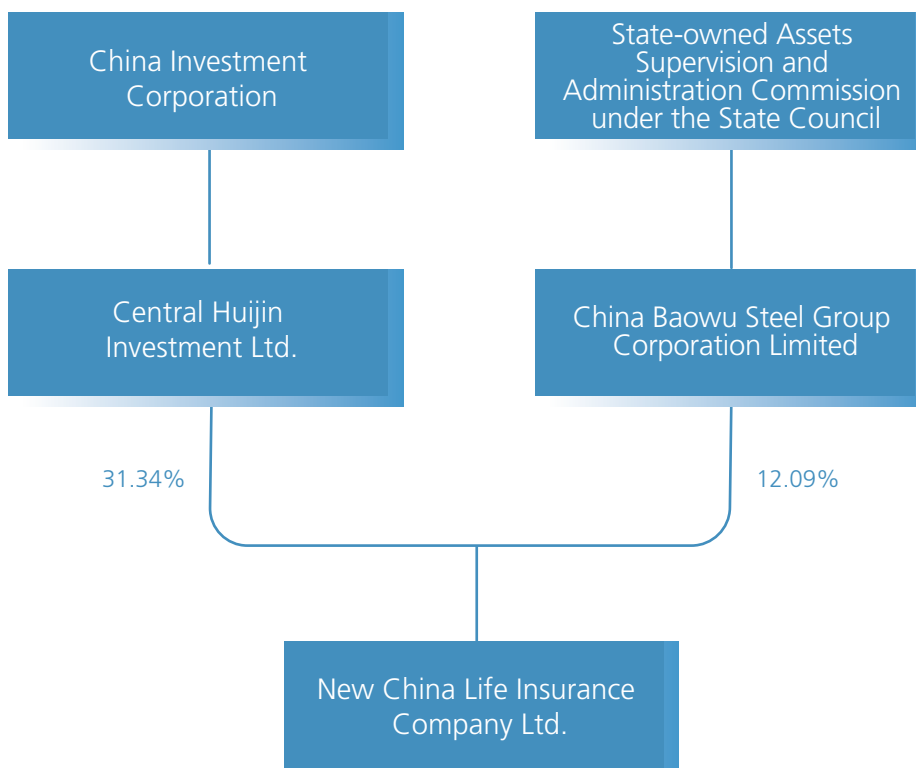 China Investment
Corporation
State-owned Assets
Supervision and
Administration Commission
under the State Council
Central Huijin
Investment Ltd.
China Baowu Steel Group
Corporation Limited
31.34%
12.09%
New China Life Insurance
Company Ltd.